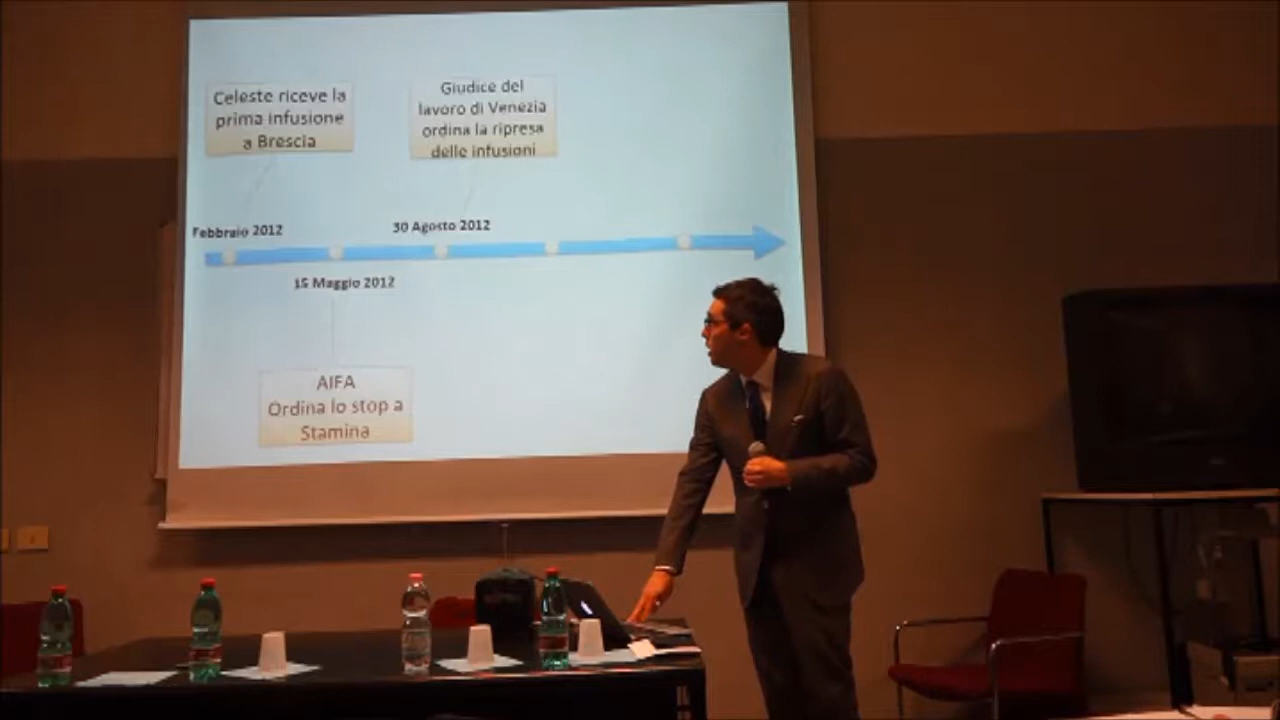 Celeste riceve la
prima infusione
a Brescia
Giudice del
lavoro di Venezia
ordina la ripresa
delle infusioni
Febbraio 2012
30 Agosto 2012
15 Maggio 2012
AIFA
Ordina lo stop a
Stamina